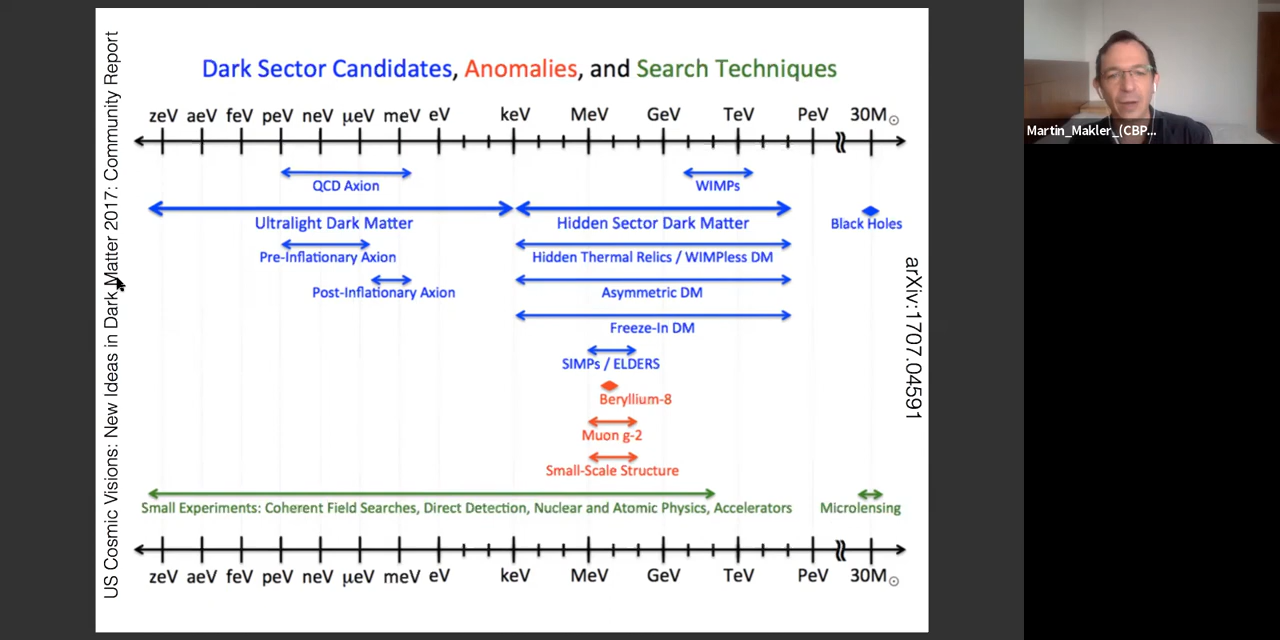 Dark Sector Candidates, Anomalies, and Search Techniques
zeV aeV feV peV neV μeV meV eV keV MeV GeV TeV PeV 30M☉
QCD Axion WIMPs
Ultralight Dark Matter Hidden Sector Dark Matter Black Holes
Pre-Inflationary Axion Hidden Thermal Relics / WIMPless DM
Post-Inflationary Axion Asymmetric DM
Freeze-In DM
SIMPs / ELDERS
Beryllium-8
Muon g-2
Small-Scale Structure
Small Experiments: Coherent Field Searches, Direct Detection, Nuclear and Atomic Physics, Accelerators Microlensing
zeV aeV feV peV neV μeV meV eV keV MeV GeV TeV PeV 30M☉
US Cosmic Visions: New Ideas in Dark Matter 2017: Community Report
arXiv:1707.04591
Martin_Makler_(CBP...